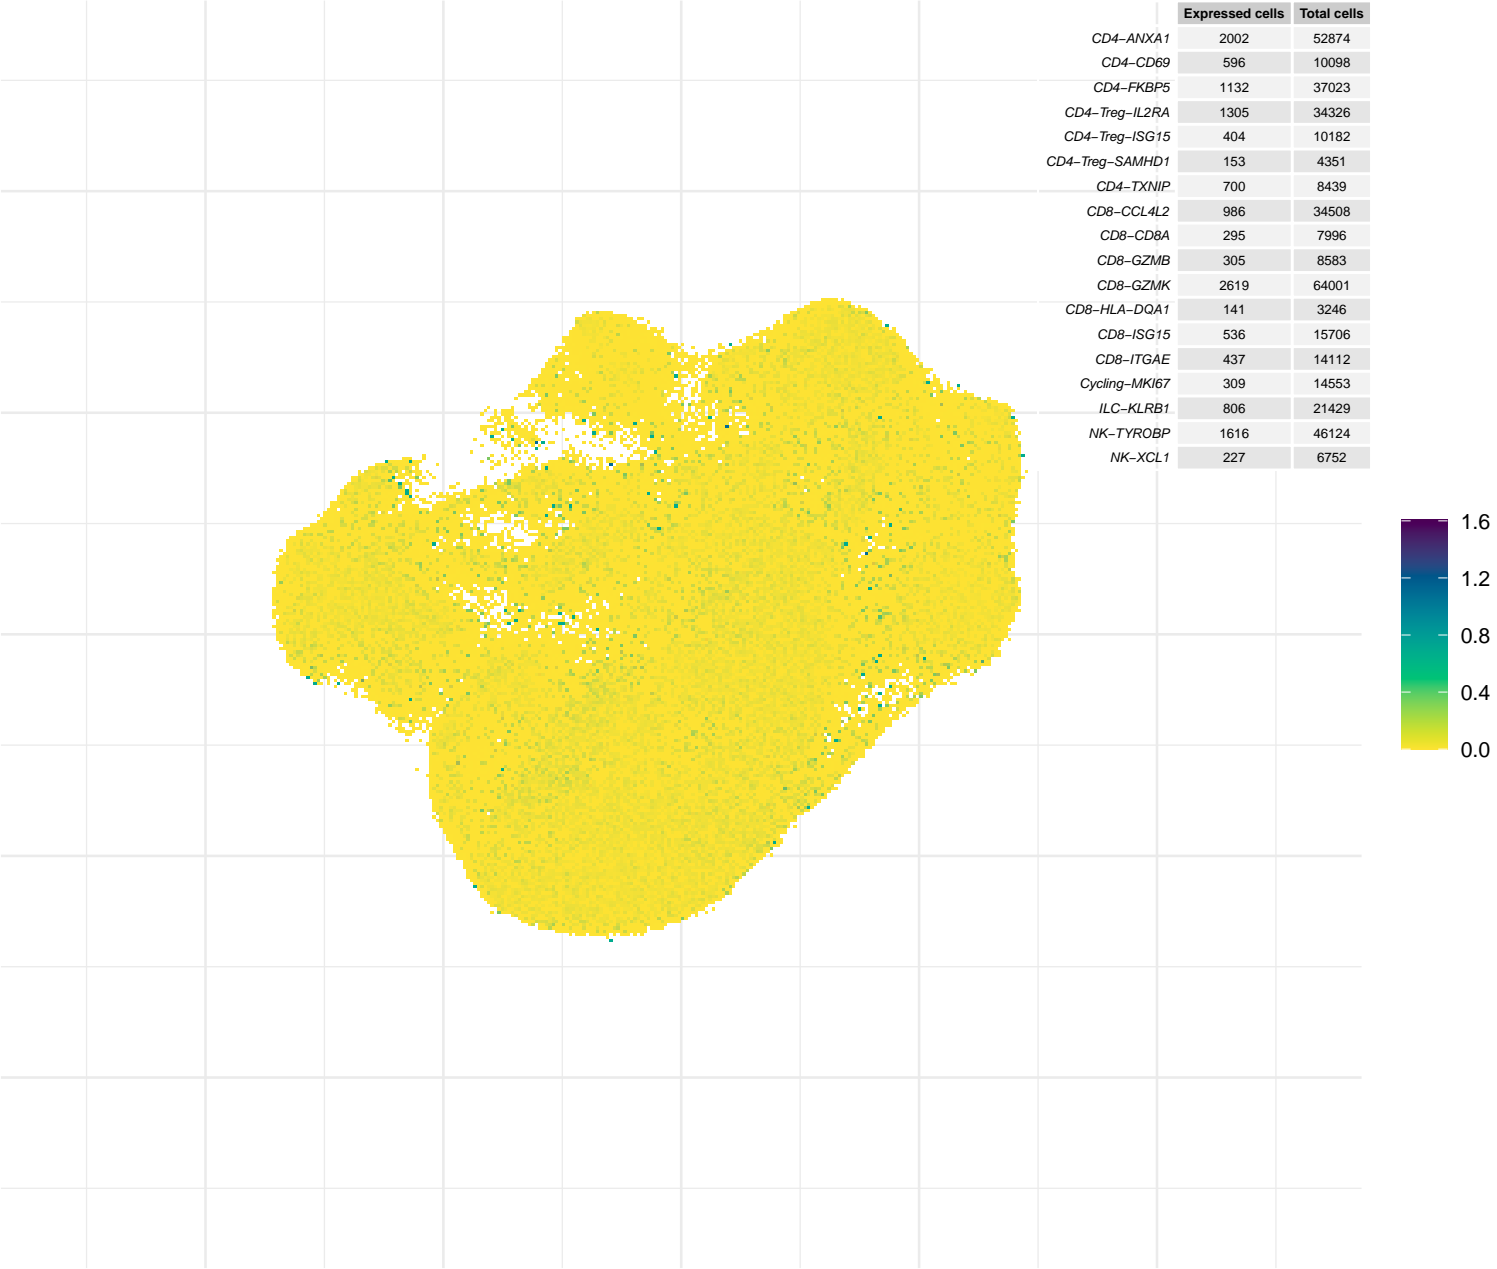 Expressed cells Total cells
CD4−ANXA1 2002 52874
CD4−CD69 596 10098
CD4−FKBP5 1132 37023
CD4−Treg−IL2RA 1305 34326
CD4−Treg−ISG15 404 10182
CD4−Treg−SAMHD1 153 4351
CD4−TXNIP 700 8439
CD8−CCL4L2 986 34508
CD8−CD8A 295 7996
CD8−GZMB 305 8583
CD8−GZMK 2619 64001
CD8−HLA−DQA1 141 3246
CD8−ISG15 536 15706
CD8−ITGAE 437 14112
Cycling−MKI67 309 14553
ILC−KLRB1 806 21429
NK−TYROBP 1616 46124
NK−XCL1 227 6752
1.6
1.2
0.8
0.4
0.0